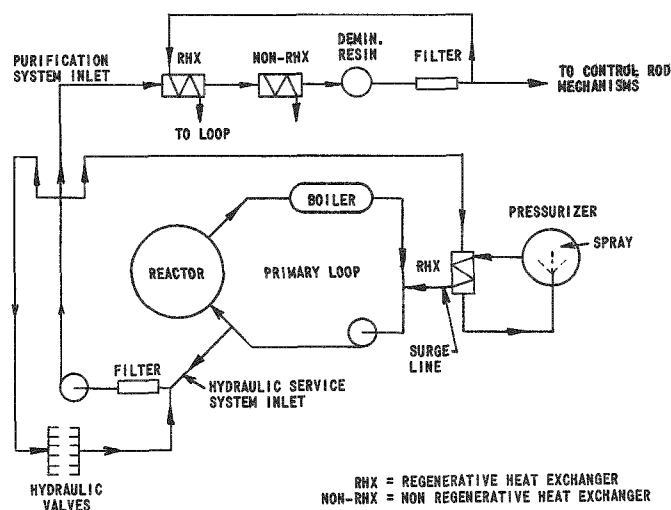 PURIFICATION
SYSTEM INLET
RHX
NON-RHX
DEMIN.
RESIN
FILTER
TO CONTROL ROD
MECHANISMS
TO LOOP
BOILER
PRESSURIZER
SPRAY
REACTOR
PRIMARY LOOP
RHX
SURGE
LINE
FILTER
HYDRAULIC SERVICE
SYSTEM INLET
HYDRAULIC
VALVES
RHX = REGENERATIVE HEAT EXCHANGER
NON-RHX = NON REGENERATIVE HEAT EXCHANGER